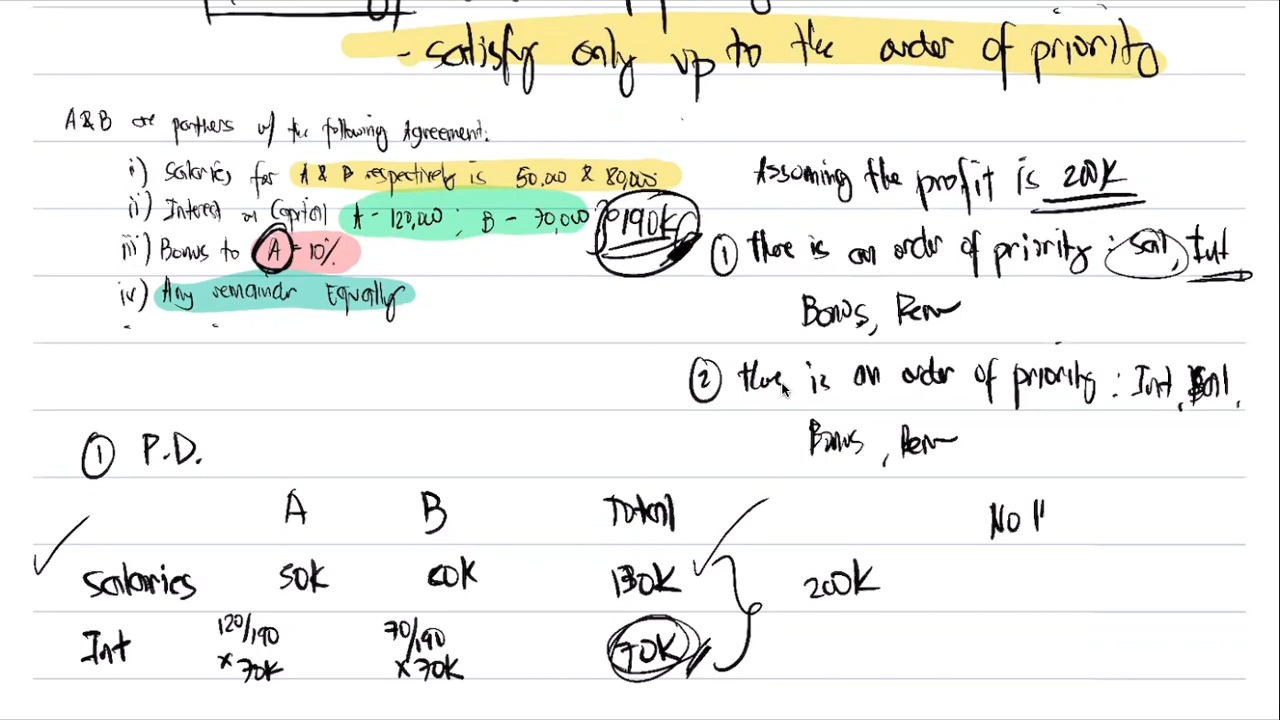 - satisfy only up to the order of priority
A & B are partners w/ the following Agreement:
i) Salaries for A & B respectively is 50,000 & 80,000
ii) Interest on Capital A - 120,000; B - 70,000 190K
iii) Bonus to A - 10%
iv) Any remainder Equally
Assuming the profit is 200K
① there is an order of priority: Sal, Int
Bonus, Rem
② there is an order of priority: Int, Sal,
Bonus, Rem
① P.D.
A B Total No
Salaries 50K 80K 130K 200K
Int 120/190 x 70K 70/190 x 70K 70K